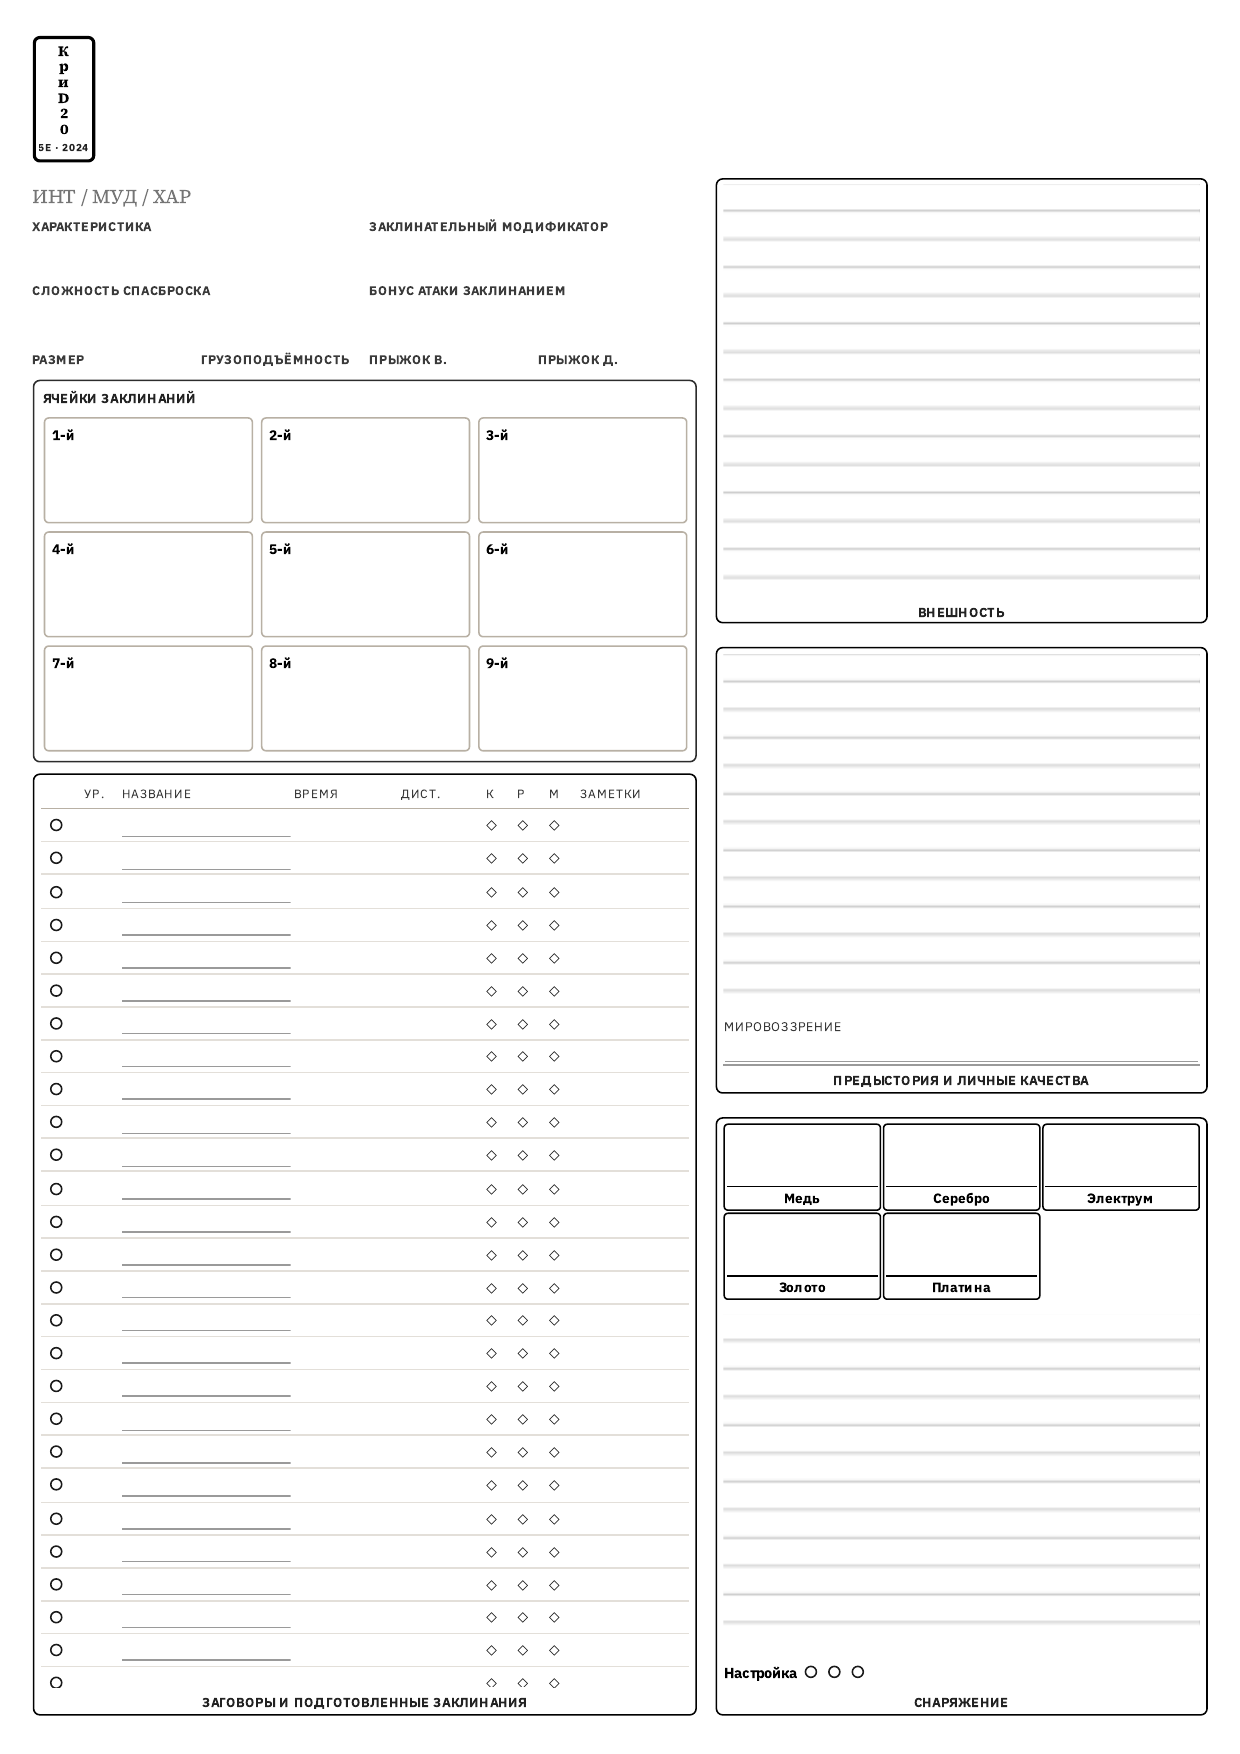 К
р
и
D
2
0
5E · 2024
ИНТ / МУД / ХАР
ХАРАКТЕРИСТИКА
ЗАКЛИНАТЕЛЬНЫЙ МОДИФИКАТОР
СЛОЖНОСТЬ СПАСБРОСКА
БОНУС АТАКИ ЗАКЛИНАНИЕМ
РАЗМЕР
ГРУЗОПОДЪЁМНОСТЬ
ПРЫЖОК В.
ПРЫЖОК Д.
ЯЧЕЙКИ ЗАКЛИНАНИЙ
1-й
2-й
3-й
4-й
5-й
6-й
7-й
8-й
9-й
УР. НАЗВАНИЕ ВРЕМЯ ДИСТ. К Р М ЗАМЕТКИ
ЗАГОВОРЫ И ПОДГОТОВЛЕННЫЕ ЗАКЛИНАНИЯ
ВНЕШНОСТЬ
МИРОВОЗЗРЕНИЕ
ПРЕДЫСТОРИЯ И ЛИЧНЫЕ КАЧЕСТВА
Медь
Серебро
Электрум
Золото
Платина
Настройка
СНАРЯЖЕНИЕ